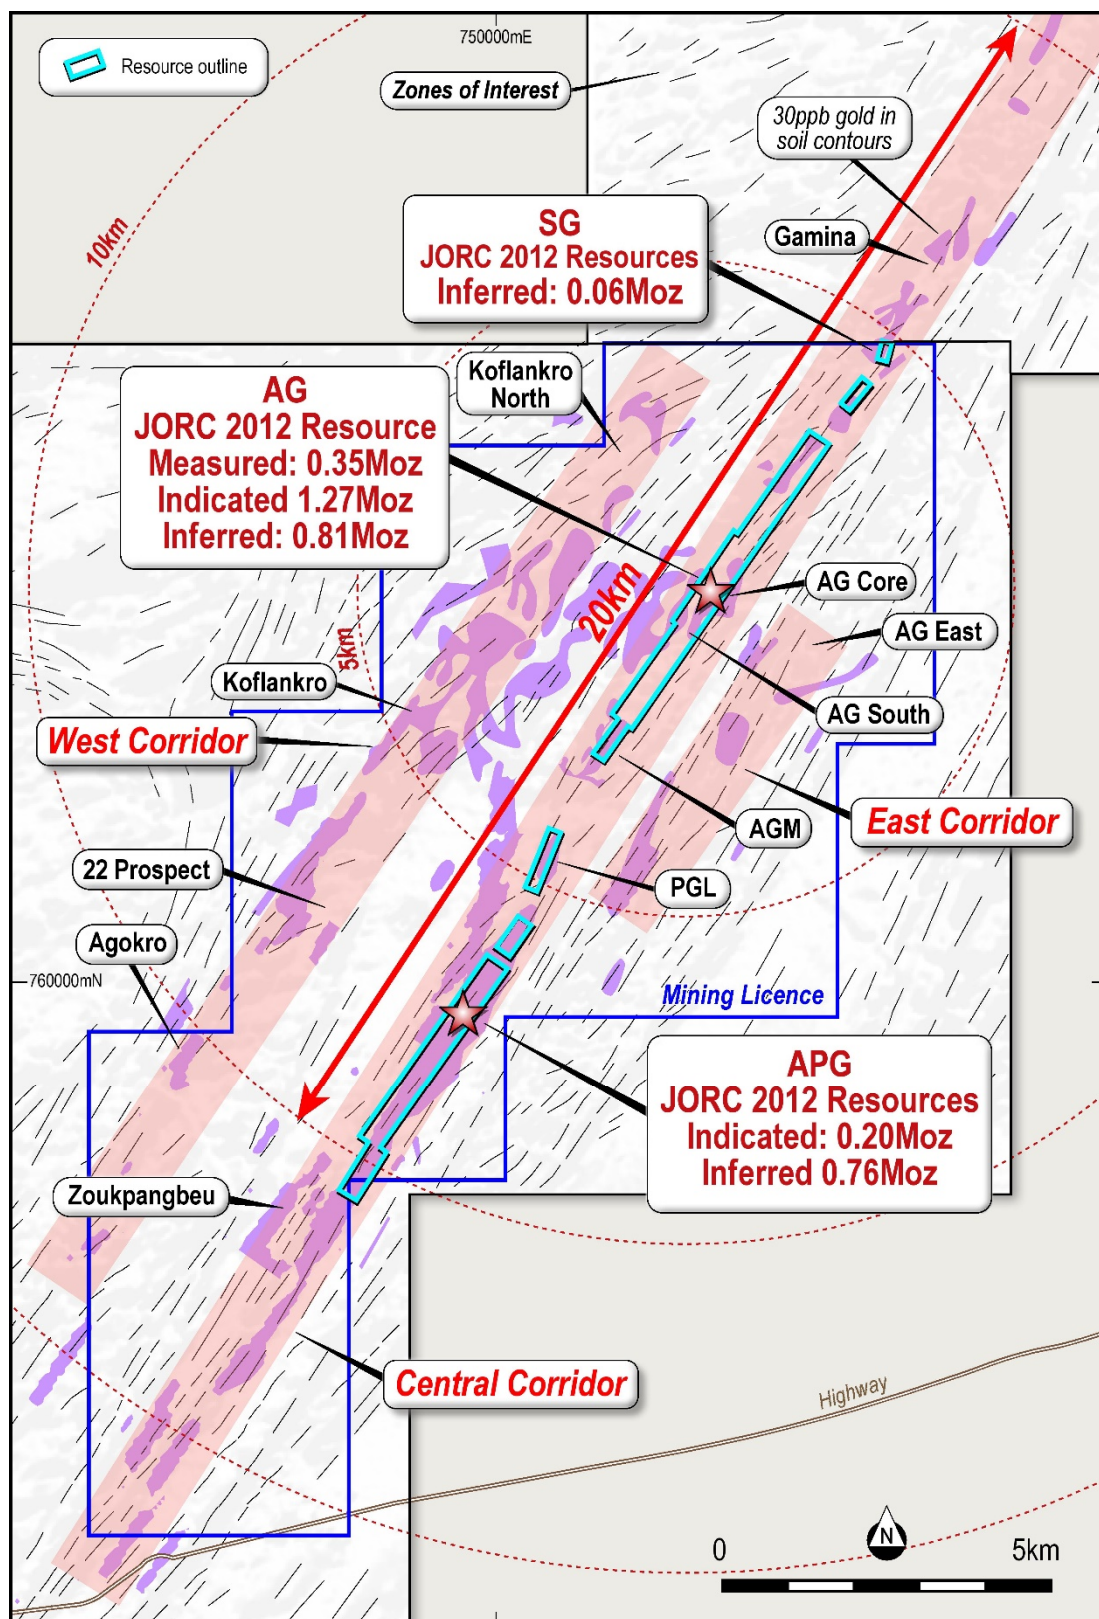 750000mE
Resource outline
Zones of Interest
30ppb gold in
soil contours
10km
SG
JORC 2012 Resources
Inferred: 0.06Moz
Gamina
Koflankro
North
AG
JORC 2012 Resource
Measured: 0.35Moz
Indicated 1.27Moz
Inferred: 0.81Moz
20km
AG Core
5km
AG East
Koflankro
AG South
West Corridor
AGM
East Corridor
22 Prospect
PGL
Agokro
760000mN
Mining Licence
APG
JORC 2012 Resources
Indicated: 0.20Moz
Inferred 0.76Moz
Zoukpangbeu
Central Corridor
Highway
N
0
5km